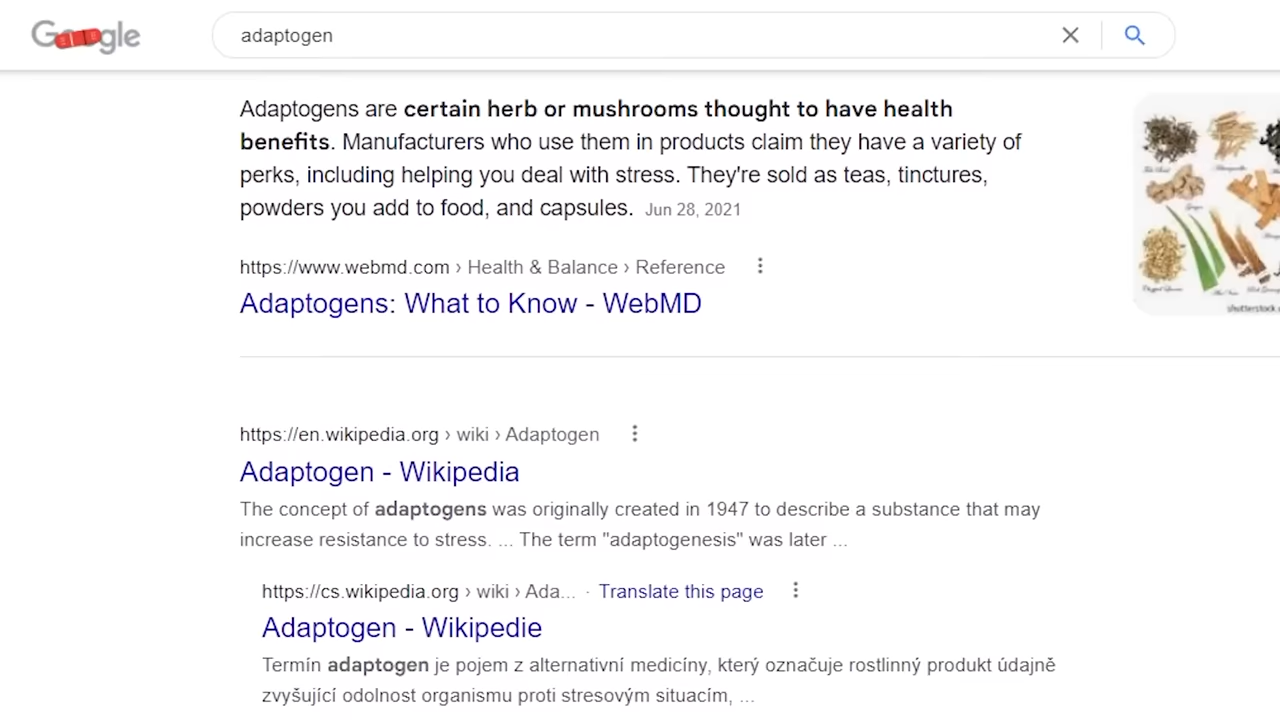 Google
adaptogen
Adaptogens are certain herb or mushrooms thought to have health
benefits. Manufacturers who use them in products claim they have a variety of
perks, including helping you deal with stress. They're sold as teas, tinctures,
powders you add to food, and capsules. Jun 28, 2021
https://www.webmd.com › Health & Balance › Reference
Adaptogens: What to Know - WebMD
https://en.wikipedia.org › wiki › Adaptogen
Adaptogen - Wikipedia
The concept of adaptogens was originally created in 1947 to describe a substance that may
increase resistance to stress. ... The term "adaptogenesis" was later ...
https://cs.wikipedia.org › wiki › Ada... · Translate this page
Adaptogen - Wikipedie
Termín adaptogen je pojem z alternativní medicíny, který označuje rostlinný produkt údajně
zvyšující odolnost organismu proti stresovým situacím, ...